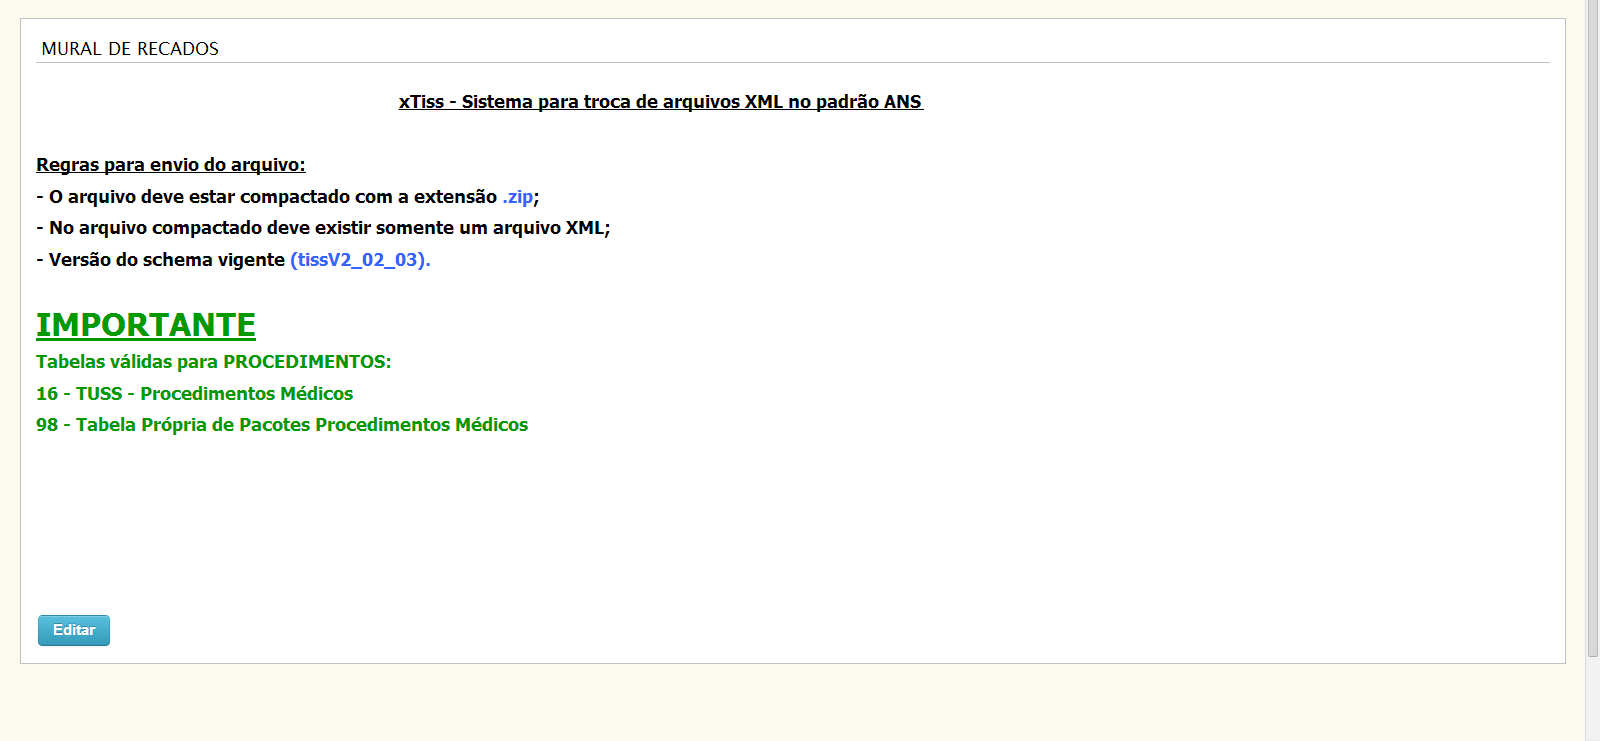 MURAL DE RECADOS
xTiss - Sistema para troca de arquivos XML no padrão ANS
Regras para envio do arquivo:
- O arquivo deve estar compactado com a extensão .zip;
- No arquivo compactado deve existir somente um arquivo XML;
- Versão do schema vigente (tissV2_02_03).
IMPORTANTE
Tabelas válidas para PROCEDIMENTOS:
16 - TUSS - Procedimentos Médicos
98 - Tabela Própria de Pacotes Procedimentos Médicos
Editar